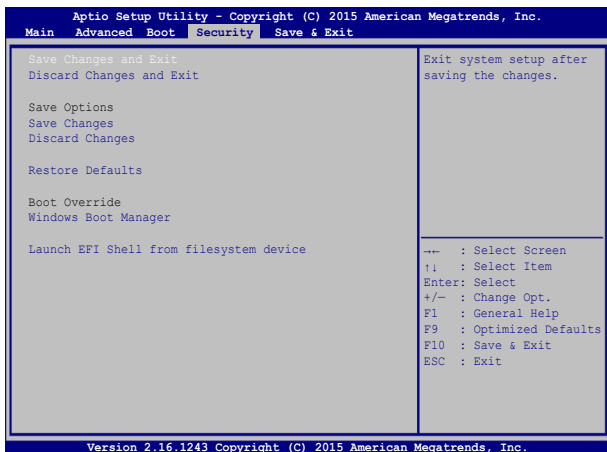 Aptio Setup Utility - Copyright (C) 2015 American Megatrends, Inc.
Main Advanced Boot Security Save & Exit
Save Changes and Exit
Discard Changes and Exit
Save Options
Save Changes
Discard Changes
Restore Defaults
Boot Override
Windows Boot Manager
Launch EFI Shell from filesystem device
Exit system setup after
saving the changes.
→← : Select Screen
↑↓ : Select Item
Enter: Select
+/— : Change Opt.
F1 : General Help
F9 : Optimized Defaults
F10 : Save & Exit
ESC : Exit
Version 2.16.1243 Copyright (C) 2015 American Megatrends, Inc.